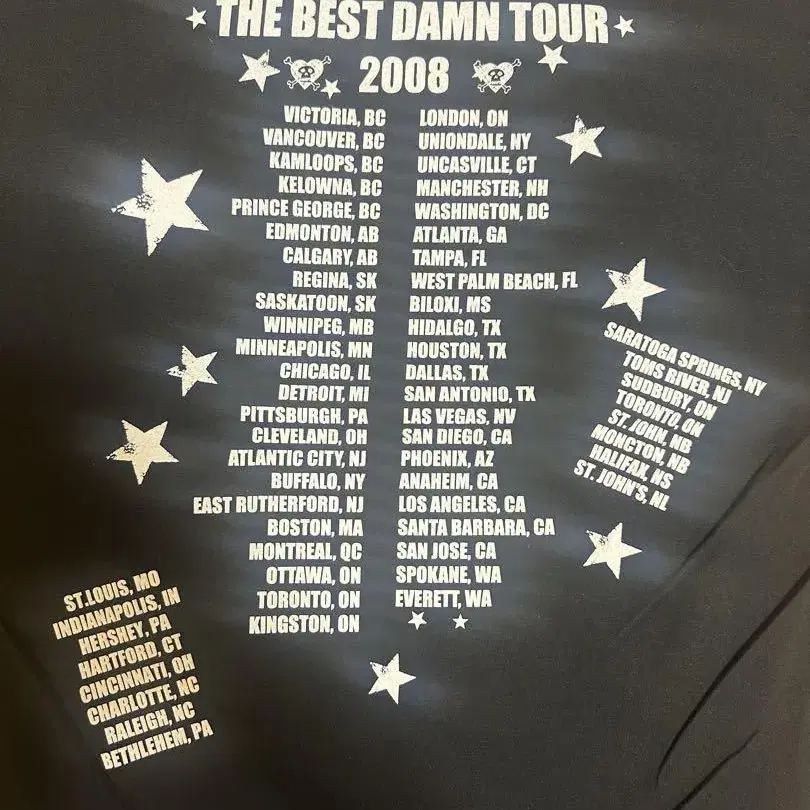 THE BEST DAMN TOUR
2008
VICTORIA, BC
VANCOUVER, BC
KAMLOOPS, BC
KELOWNA, BC
PRINCE GEORGE, BC
EDMONTON, AB
CALGARY, AB
REGINA, SK
SASKATOON, SK
WINNIPEG, MB
MINNEAPOLIS, MN
CHICAGO, IL
DETROIT, MI
PITTSBURGH, PA
CLEVELAND, OH
ATLANTIC CITY, NJ
BUFFALO, NY
EAST RUTHERFORD, NJ
BOSTON, MA
MONTREAL, QC
OTTAWA, ON
TORONTO, ON
KINGSTON, ON
LONDON, ON
UNIONDALE, NY
UNCASVILLE, CT
MANCHESTER, NH
WASHINGTON, DC
ATLANTA, GA
TAMPA, FL
WEST PALM BEACH, FL
BILOXI, MS
HIDALGO, TX
HOUSTON, TX
DALLAS, TX
SAN ANTONIO, TX
LAS VEGAS, NV
SAN DIEGO, CA
PHOENIX, AZ
ANAHEIM, CA
LOS ANGELES, CA
SANTA BARBARA, CA
SAN JOSE, CA
SPOKANE, WA
EVERETT, WA
SARATOGA SPRINGS, NY
TOMS RIVER, NJ
SUDBURY, ON
TORONTO, ON
ST. JOHN, NB
MONCTON, NB
HALIFAX, NS
ST. JOHN'S, NL
ST.LOUIS, MO
INDIANAPOLIS, IN
HERSHEY, PA
HARTFORD, CT
CINCINNATI, OH
CHARLOTTE, NC
RALEIGH, NC
BETHLEHEM, PA